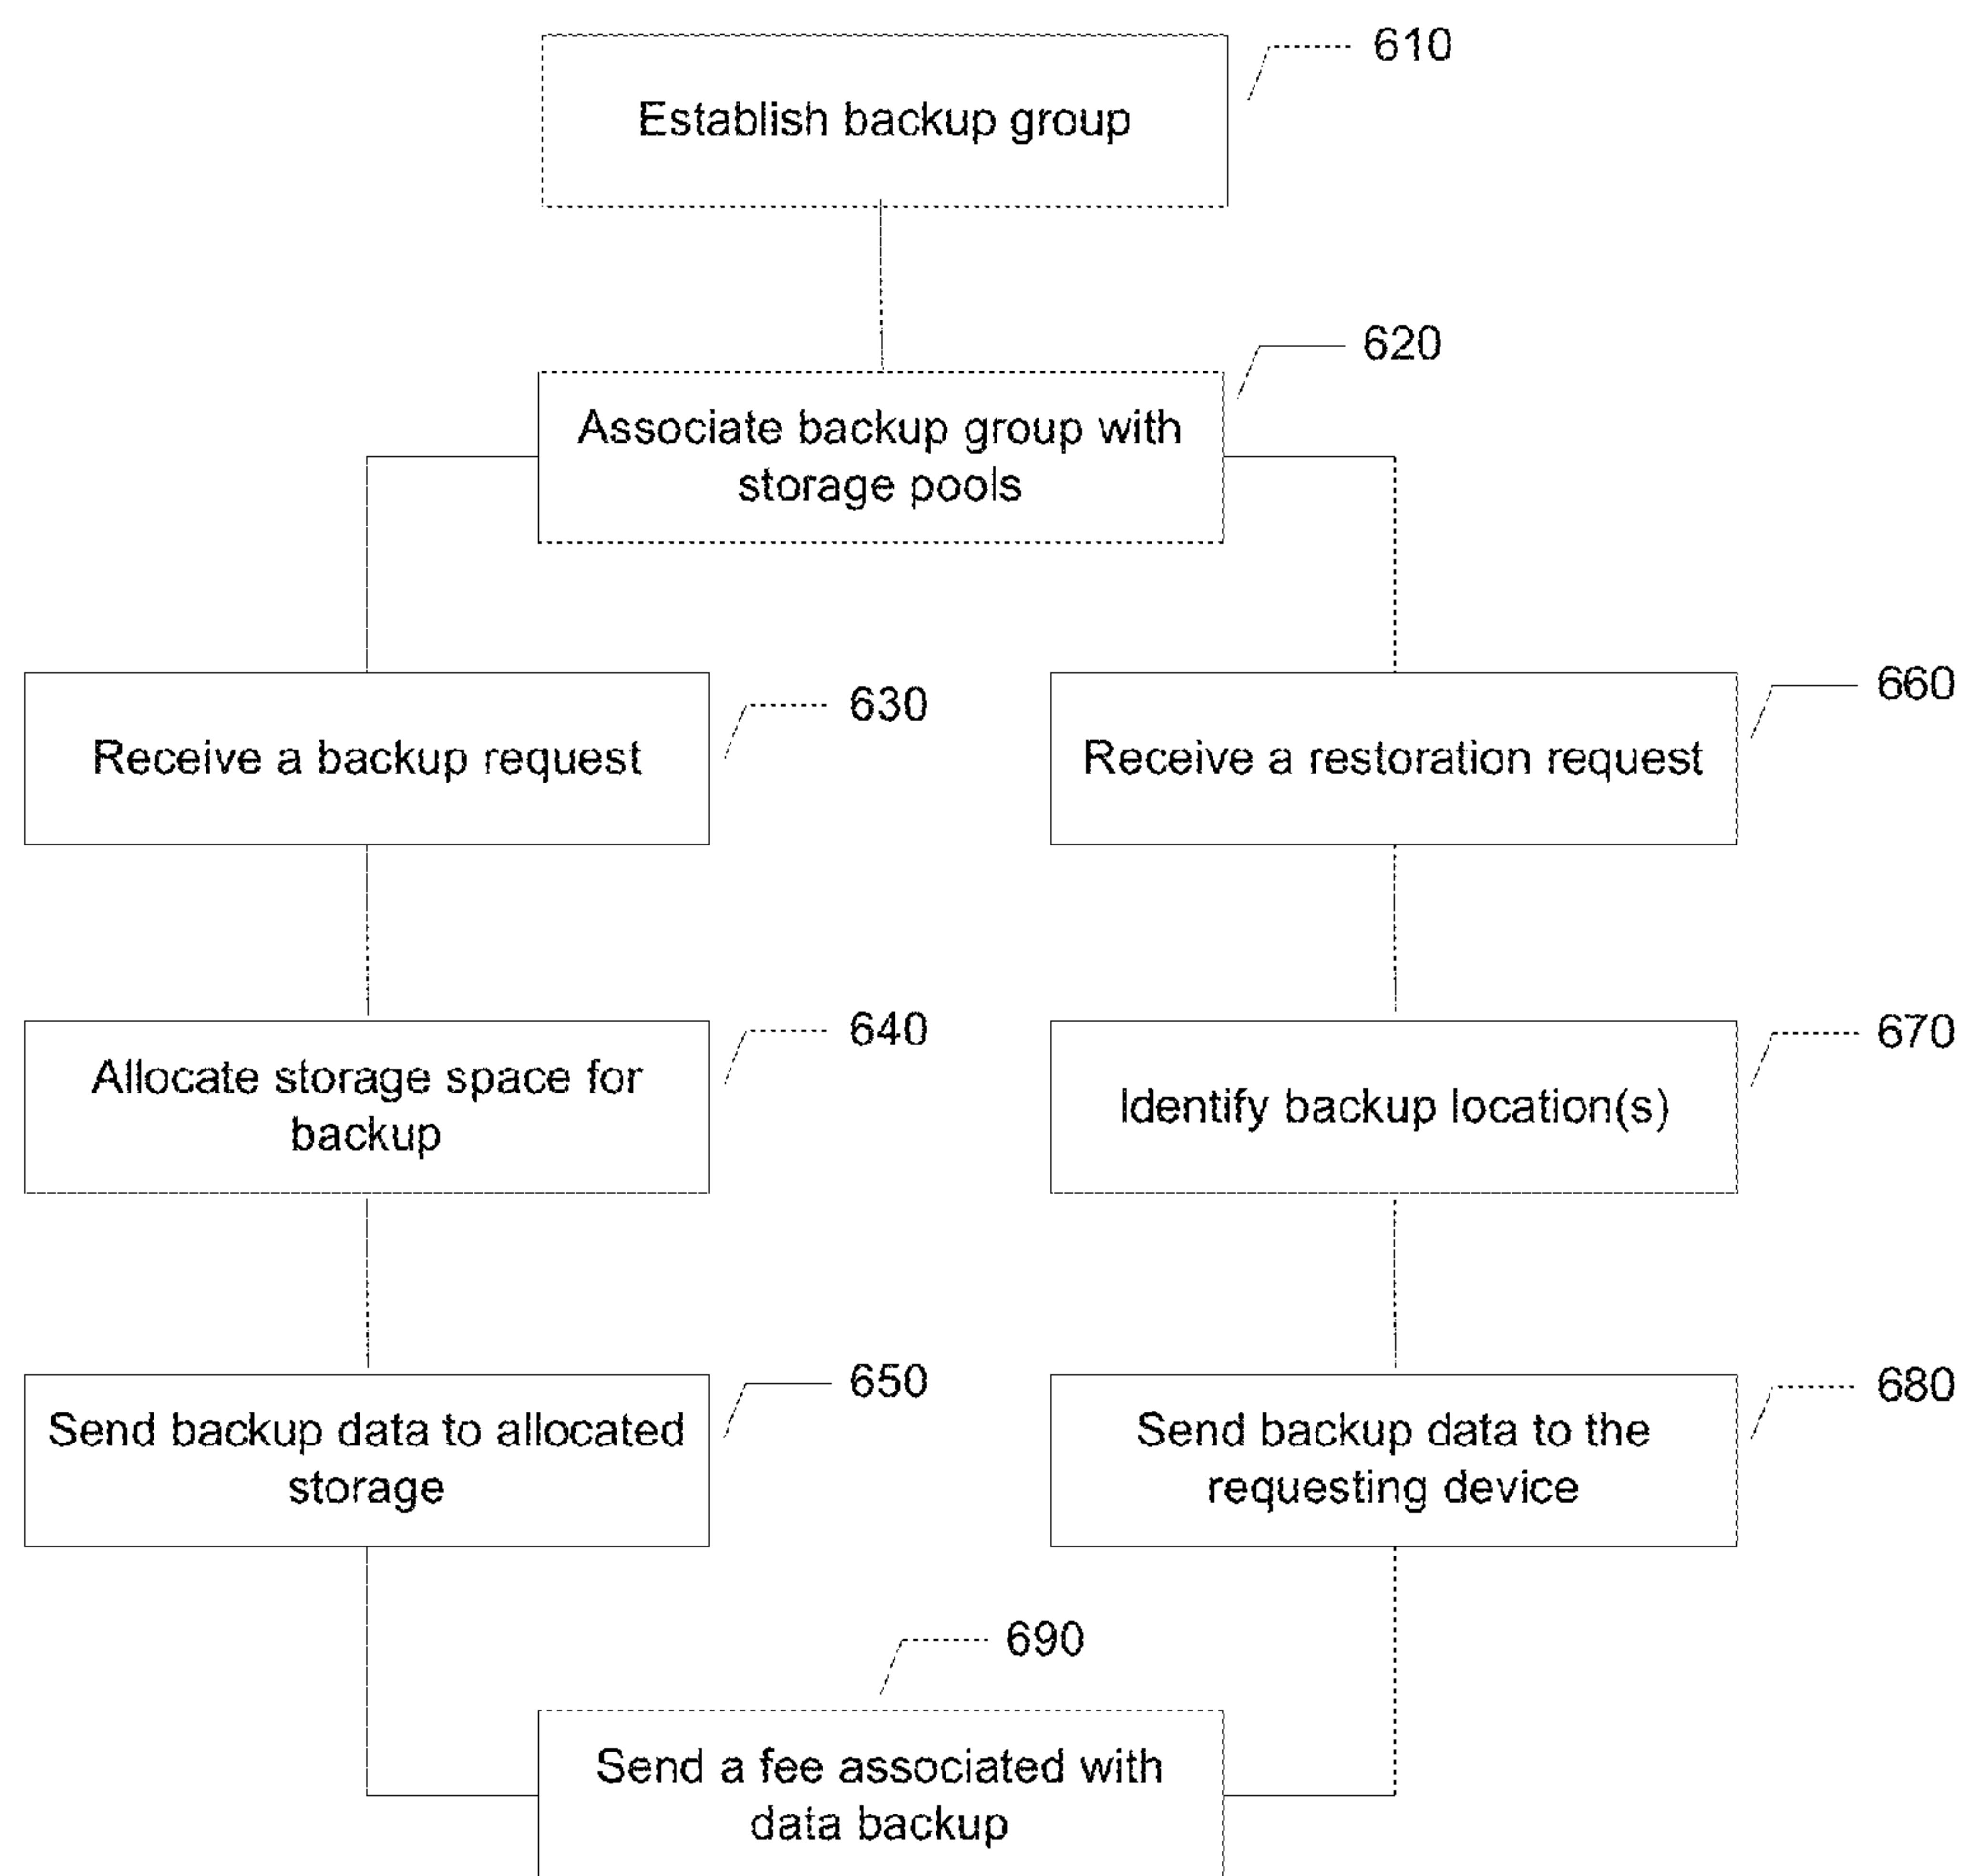 610
Establish backup group
620
Associate backup group with
storage pools
630
Receive a backup request
660
Receive a restoration request
640
Allocate storage space for
backup
670
Identify backup location(s)
650
Send backup data to allocated
storage
680
Send backup data to the
requesting device
690
Send a fee associated with
data backup